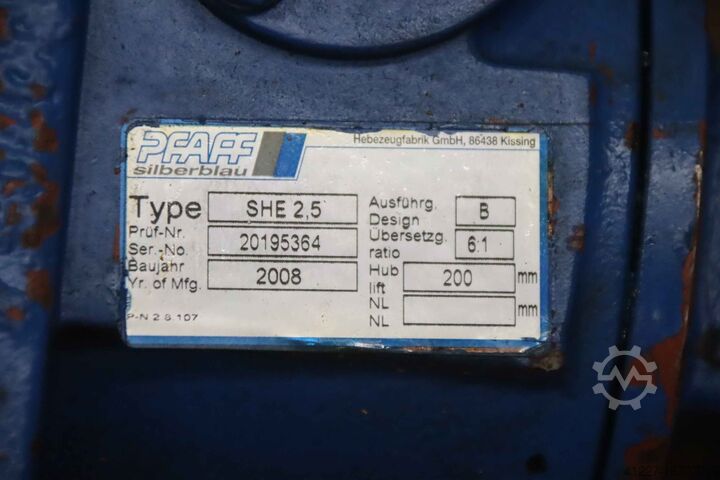 PFAFF
silberblau
Hebezeugfabrik GmbH, 86438 Kissing
Type SHE 2,5
Prüf-Nr.
Ser.-No. 20195364
Baujahr
Yr. of Mfg. 2008
Ausführg.
Design B
Übersetzg.
ratio 6:1
Hub
lift 200 mm
NL
NL mm
P-N 2.8.107